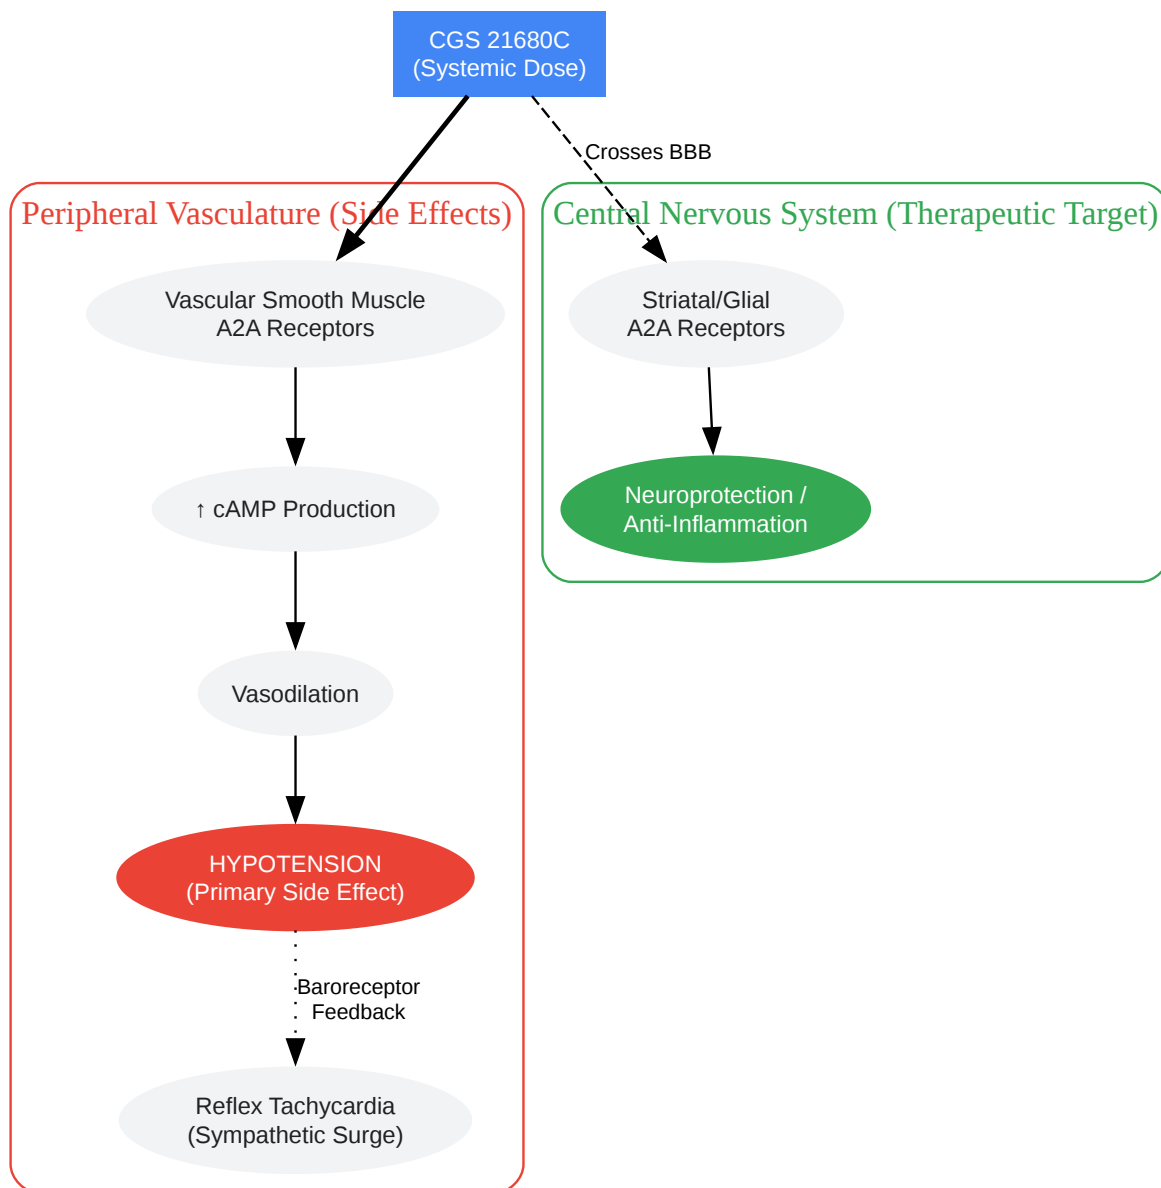 CGS 21680C
(Systemic Dose)
Crosses BBB
Peripheral Vasculature (Side Effects)
Vascular Smooth Muscle
A2A Receptors
↑ cAMP Production
Vasodilation
HYPOTENSION
(Primary Side Effect)
Baroreceptor
Feedback
Reflex Tachycardia
(Sympathetic Surge)
Central Nervous System (Therapeutic Target)
Striatal/Glial
A2A Receptors
Neuroprotection /
Anti-Inflammation